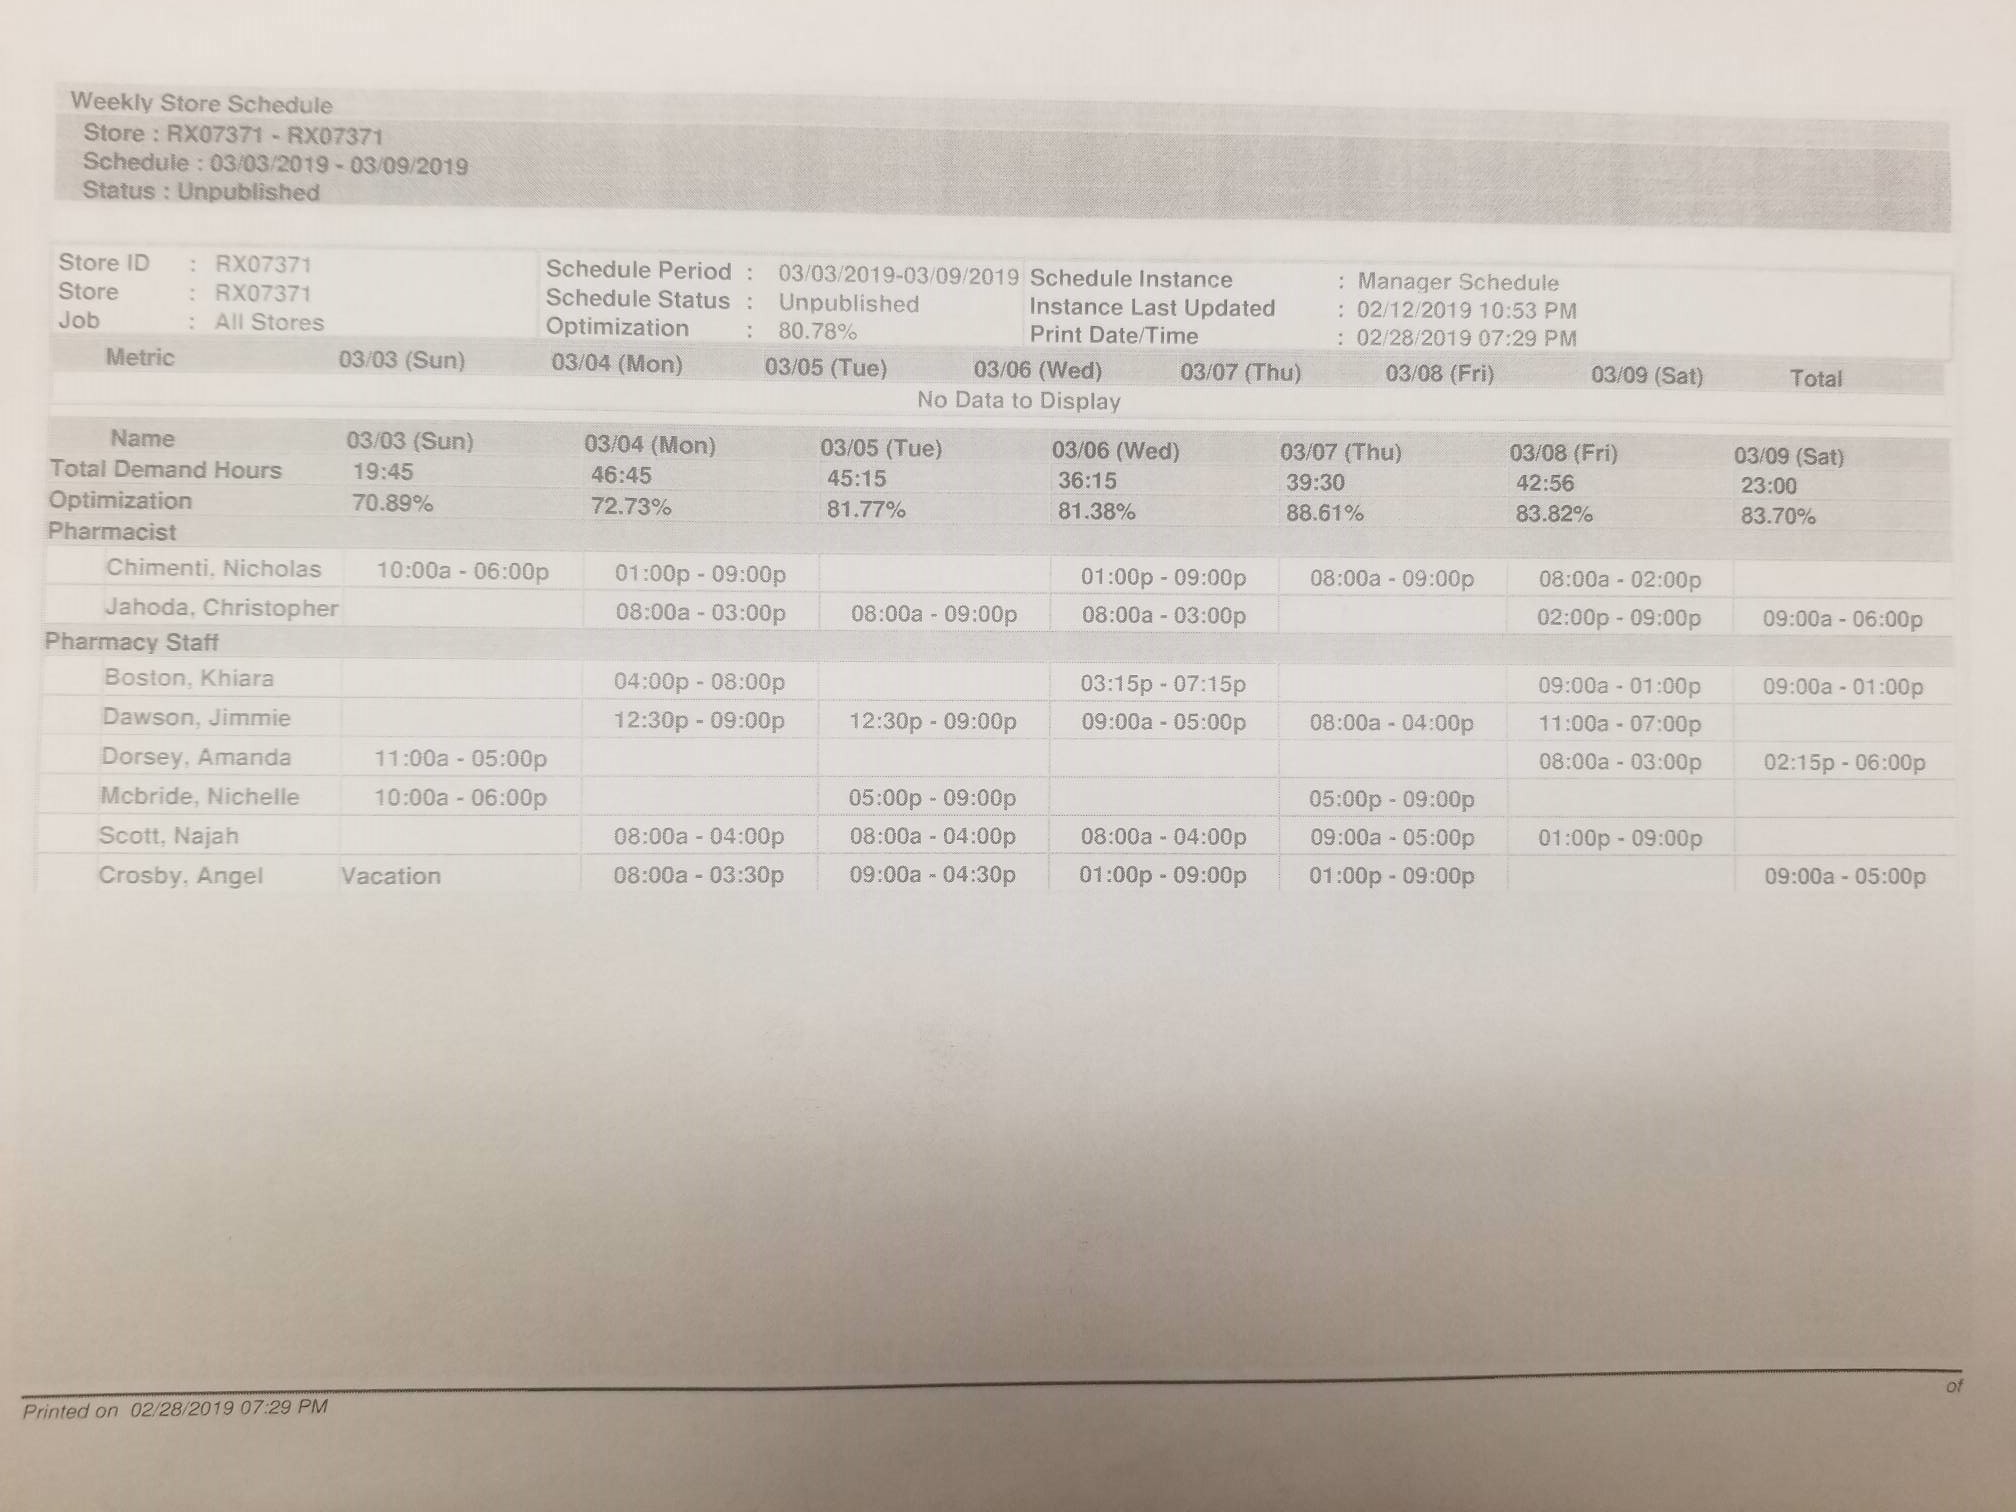 Weekly Store Schedule
Store : RX07371 - RX07371
Schedule : 03/03/2019 - 03/09/2019
Status : Unpublished
Store ID : RX07371 Schedule Period : 03/03/2019-03/09/2019 Schedule Instance : Manager Schedule
Store : RX07371 Schedule Status : Unpublished Instance Last Updated : 02/12/2019 10:53 PM
Job : All Stores Optimization : 80.78% Print Date/Time : 02/28/2019 07:29 PM
Metric 03/03 (Sun) 03/04 (Mon) 03/05 (Tue) 03/06 (Wed) 03/07 (Thu) 03/08 (Fri) 03/09 (Sat) Total
No Data to Display
Name 03/03 (Sun) 03/04 (Mon) 03/05 (Tue) 03/06 (Wed) 03/07 (Thu) 03/08 (Fri) 03/09 (Sat)
Total Demand Hours 19:45 46:45 45:15 36:15 39:30 42:56 23:00
Optimization 70.89% 72.73% 81.77% 81.38% 88.61% 83.82% 83.70%
Pharmacist
Chimenti, Nicholas 10:00a - 06:00p 01:00p - 09:00p 01:00p - 09:00p 08:00a - 09:00p 08:00a - 02:00p
Jahoda, Christopher 08:00a - 03:00p 08:00a - 09:00p 08:00a - 03:00p 02:00p - 09:00p 09:00a - 06:00p
Pharmacy Staff
Boston, Khiara 04:00p - 08:00p 03:15p - 07:15p 09:00a - 01:00p 09:00a - 01:00p
Dawson, Jimmie 12:30p - 09:00p 12:30p - 09:00p 09:00a - 05:00p 08:00a - 04:00p 11:00a - 07:00p
Dorsey, Amanda 11:00a - 05:00p 08:00a - 03:00p 02:15p - 06:00p
Mcbride, Nichelle 10:00a - 06:00p 05:00p - 09:00p 05:00p - 09:00p
Scott, Najah 08:00a - 04:00p 08:00a - 04:00p 08:00a - 04:00p 09:00a - 05:00p 01:00p - 09:00p
Crosby, Angel Vacation 08:00a - 03:30p 09:00a - 04:30p 01:00p - 09:00p 01:00p - 09:00p 09:00a - 05:00p
of
Printed on 02/28/2019 07:29 PM